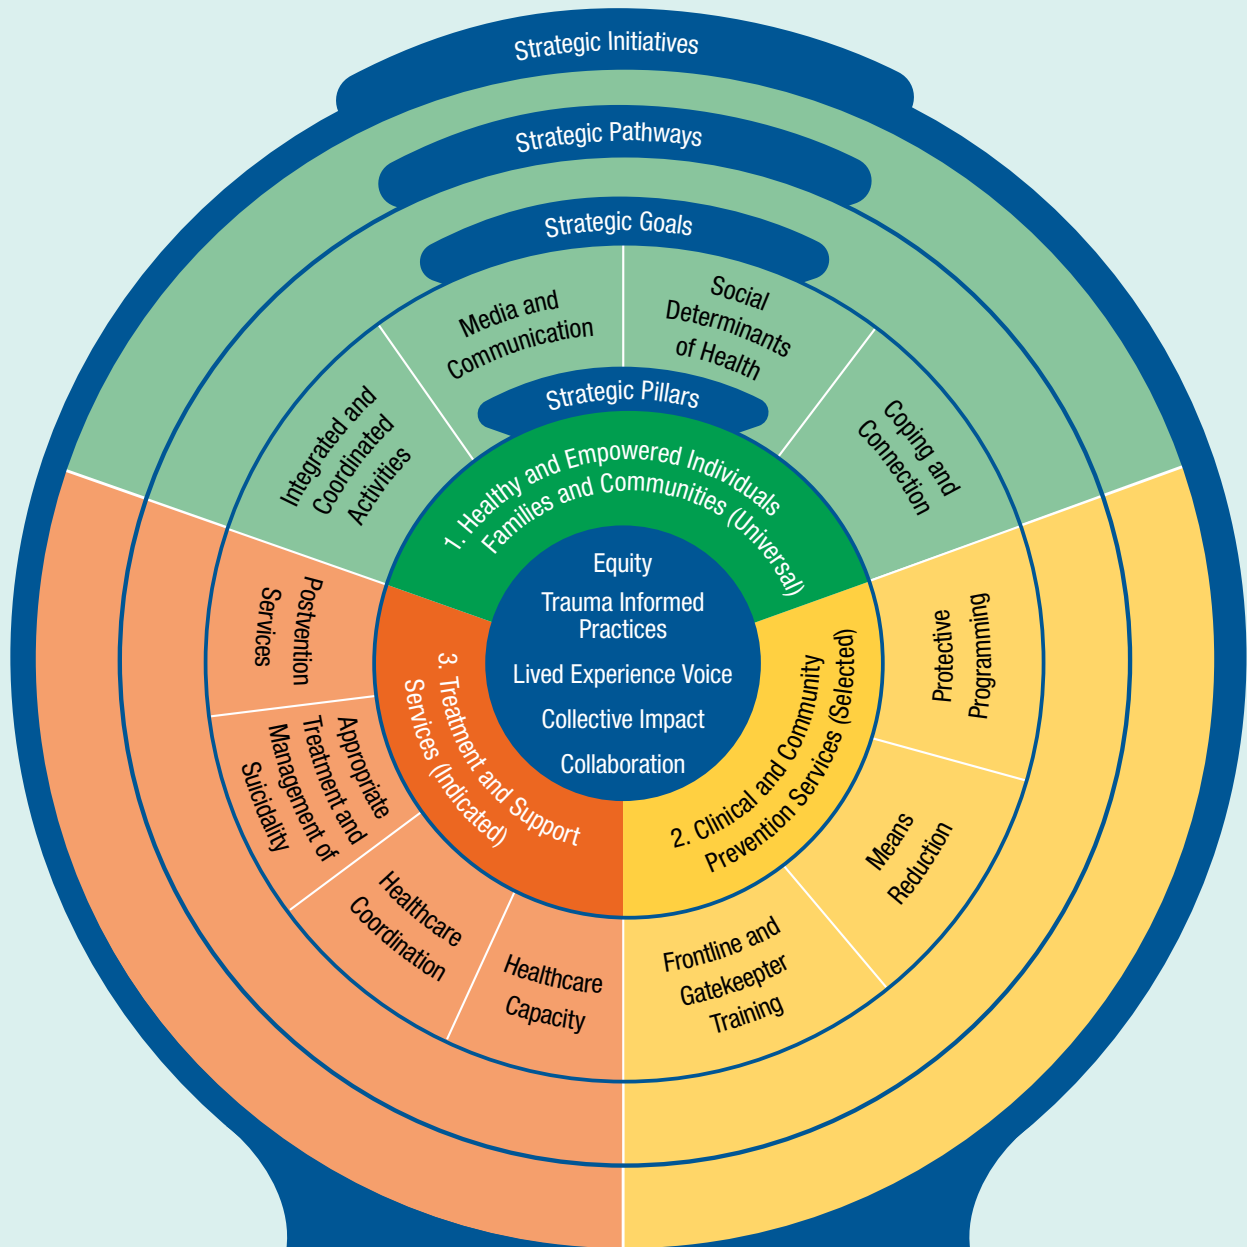 Strategic Initiatives
Strategic Pathways
Strategic Goals
Integrated and
Coordinated
Activities
Media and
Communication
Social
Determinants
of Health
Coping and
Connection
Strategic Pillars
1. Healthy and Empowered Individuals
Families and Communities (Universal)
Equity
Trauma Informed
Practices
Lived Experience Voice
Collective Impact
Collaboration
2. Clinical and Community
Prevention Services (Selected)
Protective
Programming
Means
Reduction
Frontline and
Gatekeepter
Training
3. Treatment and Support
Services (Indicated)
Healthcare
Capacity
Healthcare
Coordination
Appropriate
Treatment and
Management of
Suicidality
Postvention
Services